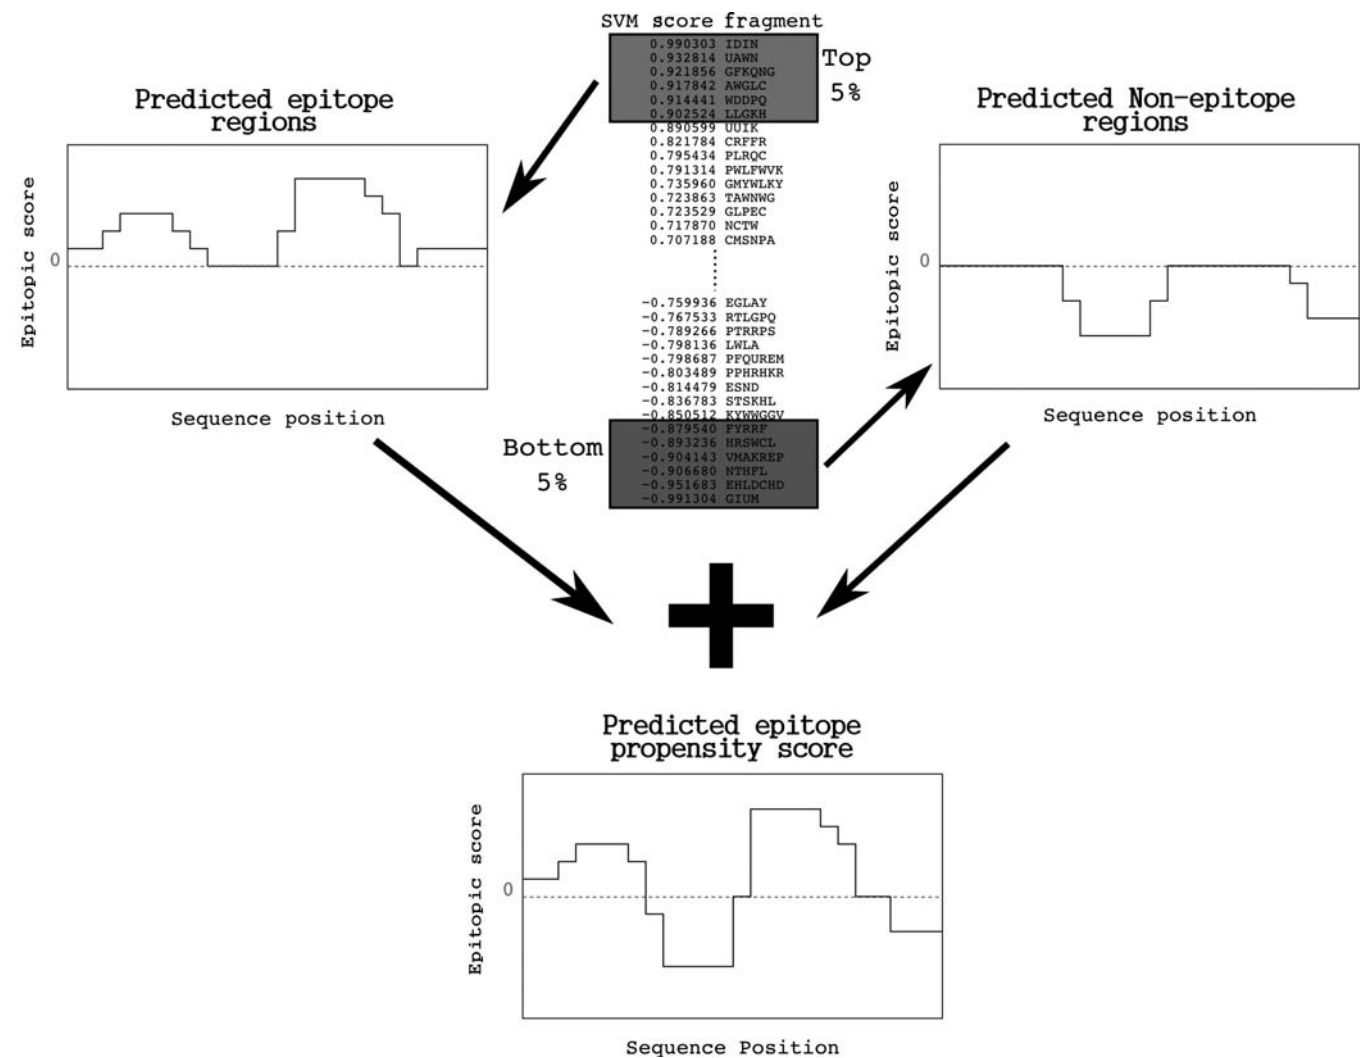 SVM score fragment
0.990303 IDIN
0.932814 UAWN
0.921856 GFKQNG
0.917842 AWGLC
0.914441 WDDPQ
0.902524 LLGKH
0.890599 UUIK
0.821784 CRFFR
0.795434 PLRQC
0.791314 PWLFWVK
0.735960 GMYWLKY
0.723863 TAWNWG
0.723529 GLPEC
0.717870 NCTW
0.707188 CMSNPA
−0.759936 EGLAY
−0.767533 RTLGPQ
−0.789266 PTRRPS
−0.798136 LWLA
−0.798687 PFQUREM
−0.803489 PPHRHKR
−0.814479 ESND
−0.836783 STSKHL
−0.850512 KYWWGGV
−0.879540 FYRRF
−0.893236 HRSWCL
−0.904143 VMAKREP
−0.906680 NTHFL
−0.951683 EHLDCHD
−0.991304 GIUM
Top
5%
Bottom
5%
Predicted epitope
regions
Epitopic score
0
Sequence position
Predicted Non-epitope
regions
Epitopic score
0
Sequence position
Predicted epitope
propensity score
Epitopic score
0
Sequence Position